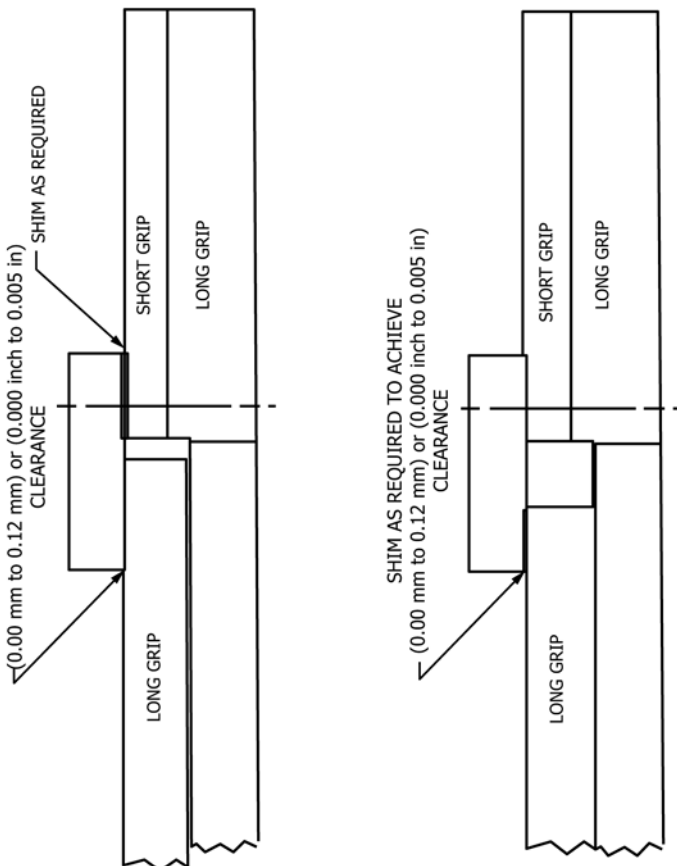 (0.00 mm to 0.12 mm) or (0.000 inch to 0.005 in)
CLEARANCE
SHIM AS REQUIRED
LONG GRIP
SHORT GRIP
LONG GRIP
SHIM AS REQUIRED TO ACHIEVE
(0.00 mm to 0.12 mm) or (0.000 inch to 0.005 in)
CLEARANCE
LONG GRIP
SHORT GRIP
LONG GRIP